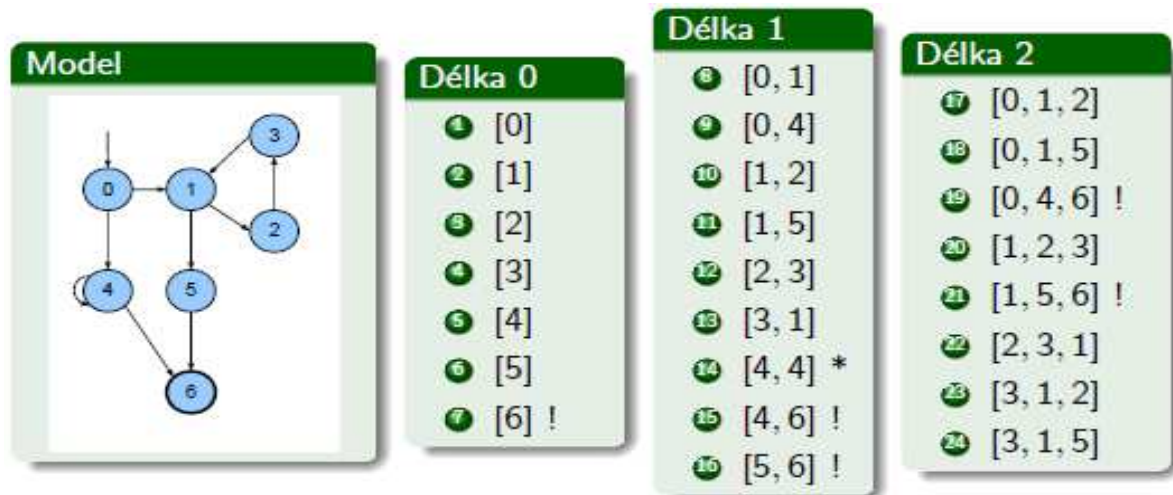 Model
0
1
2
3
4
5
6
Délka 0
1 [0]
2 [1]
3 [2]
4 [3]
5 [4]
6 [5]
7 [6] !
Délka 1
8 [0, 1]
9 [0, 4]
10 [1, 2]
11 [1, 5]
12 [2, 3]
13 [3, 1]
14 [4, 4] *
15 [4, 6] !
16 [5, 6] !
Délka 2
17 [0, 1, 2]
18 [0, 1, 5]
19 [0, 4, 6] !
20 [1, 2, 3]
21 [1, 5, 6] !
22 [2, 3, 1]
23 [3, 1, 2]
24 [3, 1, 5]